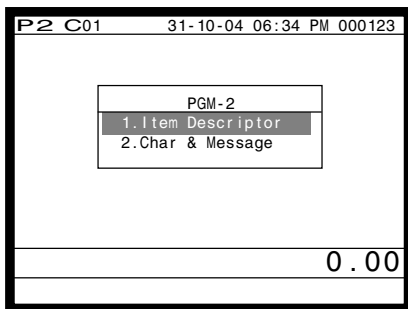 P2 C01 31-10-04 06:34 PM 000123
PGM-2
1.Item Descriptor
2.Char & Message
0.00